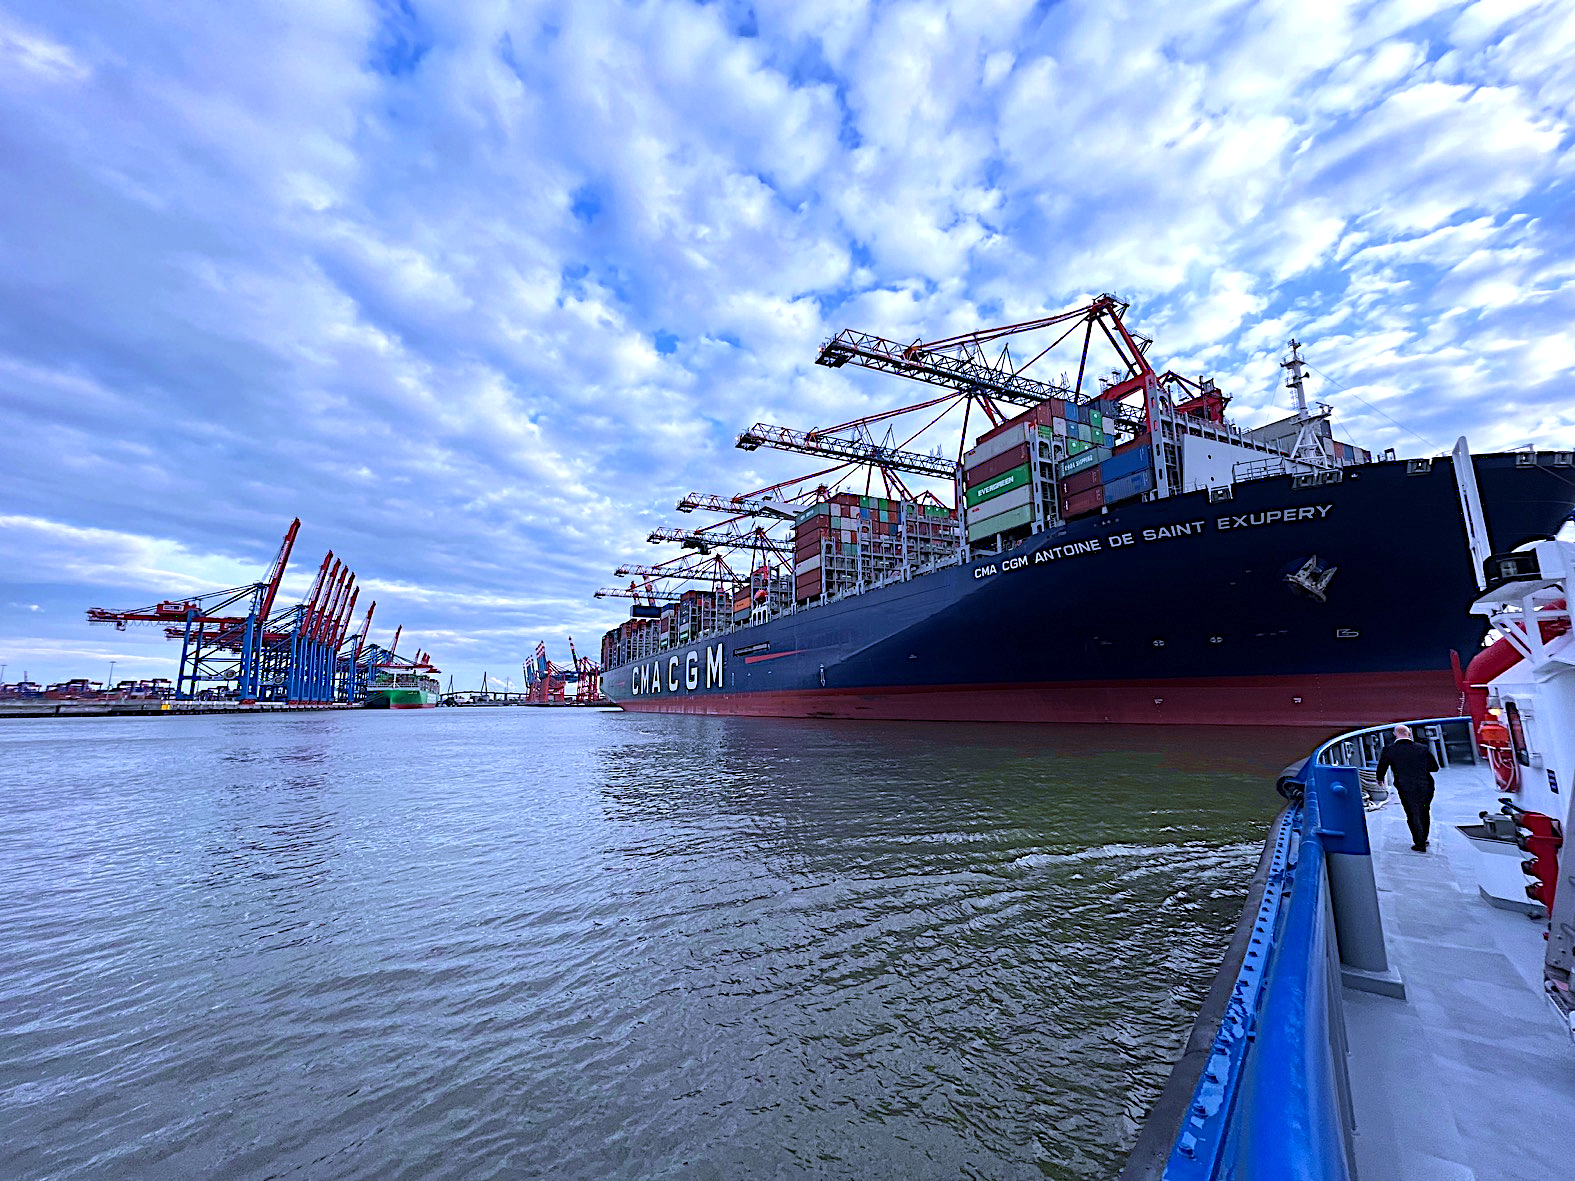 EVERGREEN
CMA CGM ANTOINE DE SAINT EXUPERY
CMA CGM